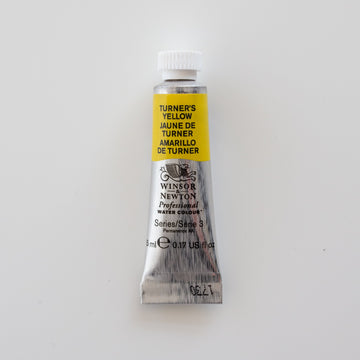 TURNER'S
YELLOW
JAUNE DE
TURNER
AMARILLO
DE TURNER
WINSOR
&
NEWTON
Professional
WATER COLOUR
Series/Série 3
Permanence
ml e 0.17 US fl oz